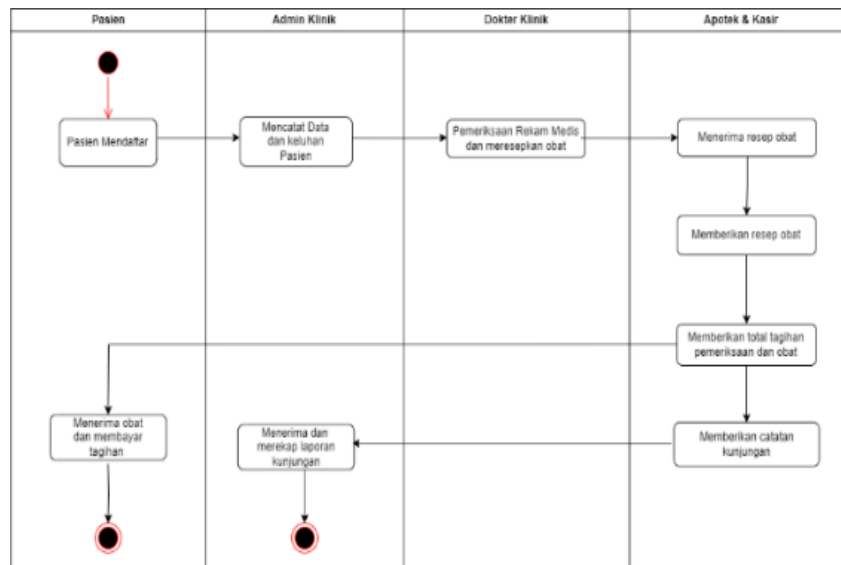 Pasien
Admin Klinik
Dokter Klinik
Apotek & Kasir
Pasien Mendaftar
Mencatat Data
dan keluhan
Pasien
Pemeriksaan Rekam Medis
dan meresepkan obat
Menerima resep obat
Memberikan resep obat
Memberikan total tagihan
pemeriksaan dan obat
Menerima obat
dan membayar
tagihan
Menerima dan
merekap laporan
kunjungan
Memberikan catatan
kunjungan